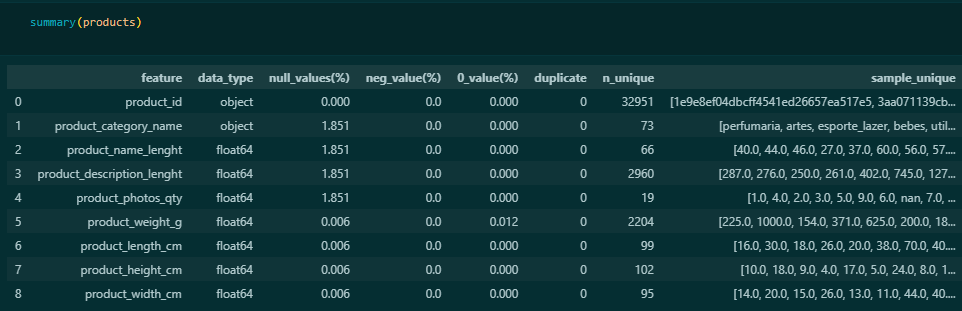 summary(products)
feature data_type null_values(%) neg_value(%) 0_value(%) duplicate n_unique sample_unique
0 product_id object 0.000 0.0 0.000 0 32951 [1e9e8ef04dbcff4541ed26657ea517e5, 3aa071139cb...
1 product_category_name object 1.851 0.0 0.000 0 73 [perfumaria, artes, esporte_lazer, bebes, util...
2 product_name_lenght float64 1.851 0.0 0.000 0 66 [40.0, 44.0, 46.0, 27.0, 37.0, 60.0, 56.0, 57....
3 product_description_lenght float64 1.851 0.0 0.000 0 2960 [287.0, 276.0, 250.0, 261.0, 402.0, 745.0, 127...
4 product_photos_qty float64 1.851 0.0 0.000 0 19 [1.0, 4.0, 2.0, 3.0, 5.0, 9.0, 6.0, nan, 7.0, ...
5 product_weight_g float64 0.006 0.0 0.012 0 2204 [225.0, 1000.0, 154.0, 371.0, 625.0, 200.0, 18...
6 product_length_cm float64 0.006 0.0 0.000 0 99 [16.0, 30.0, 18.0, 26.0, 20.0, 38.0, 70.0, 40....
7 product_height_cm float64 0.006 0.0 0.000 0 102 [10.0, 18.0, 9.0, 4.0, 17.0, 5.0, 24.0, 8.0, 1...
8 product_width_cm float64 0.006 0.0 0.000 0 95 [14.0, 20.0, 15.0, 26.0, 13.0, 11.0, 44.0, 40....